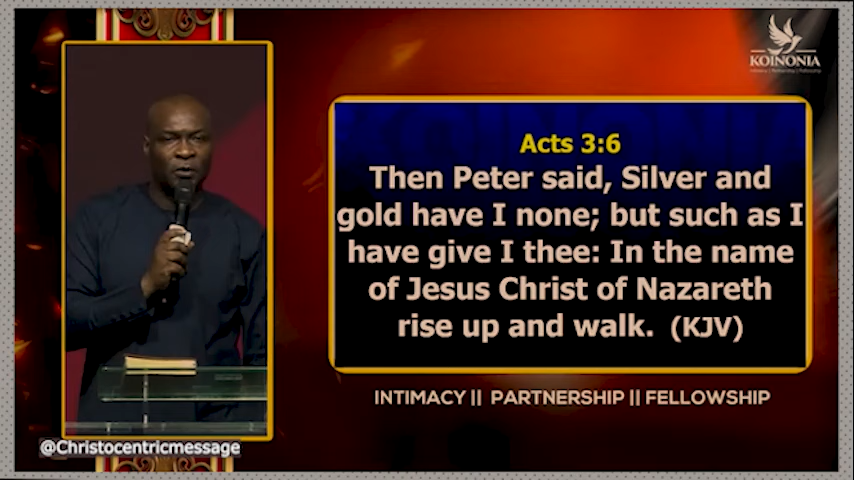 KOINONIA
Acts 3:6
Then Peter said, Silver and
gold have I none; but such as I
have give I thee: In the name
of Jesus Christ of Nazareth
rise up and walk. (KJV)
INTIMACY || PARTNERSHIP || FELLOWSHIP
@Christocentricmessage